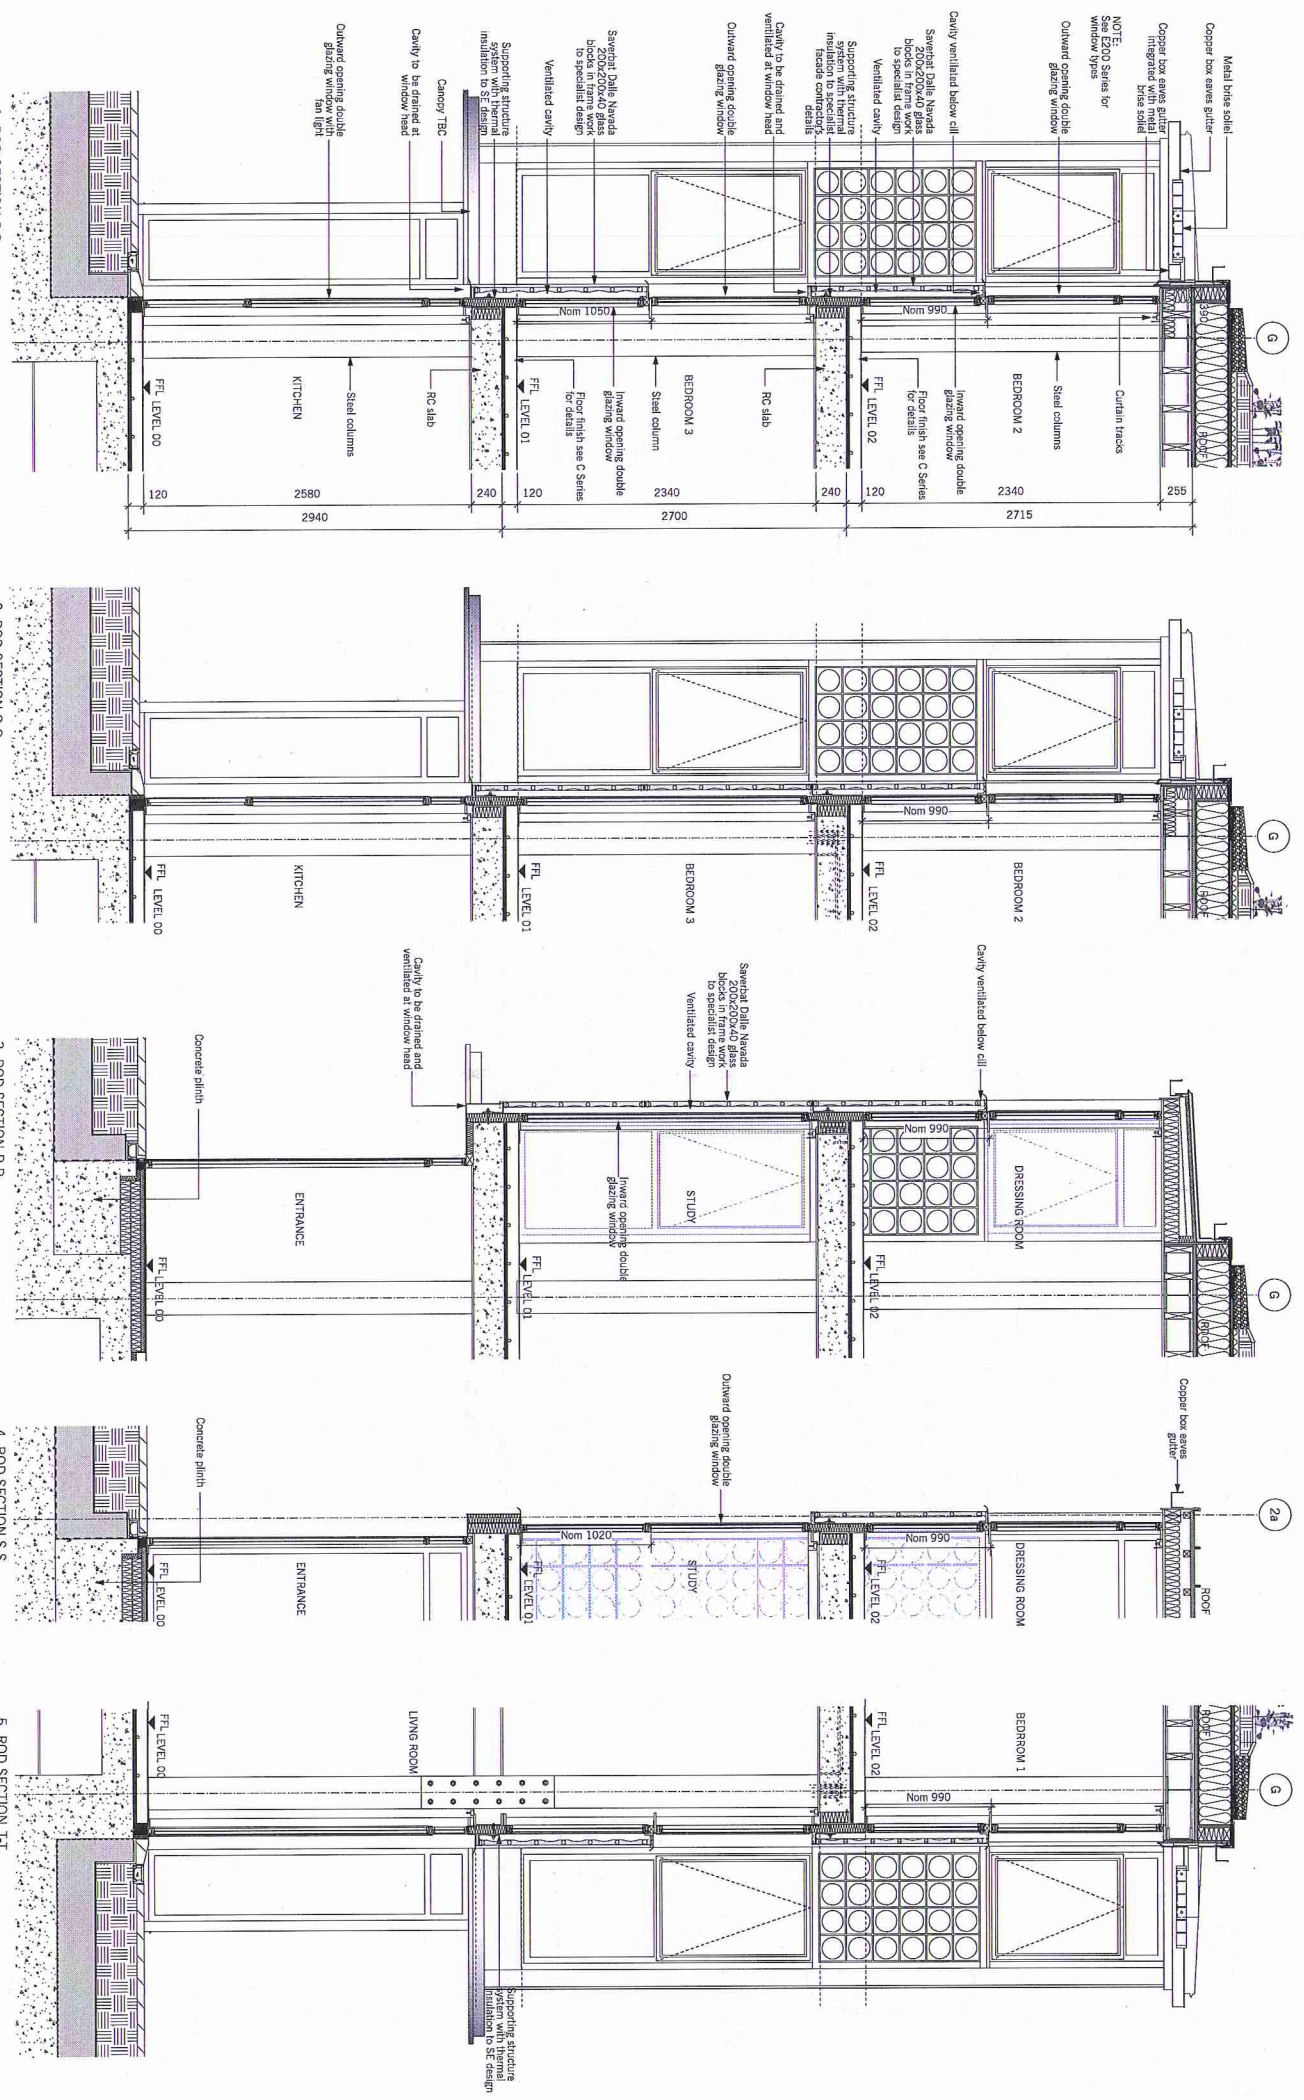 Metal brise soliel
Copper box eaves gutter
Copper box eaves gutter
integrated with metal
brise soliel
NOTE:
See E200 Series for
window types
Outward opening double
glazing window
Cavity ventilated below cill
Saverbat Dalle Navada
200x200x40 glass
blocks in frame work
to specialist design
Ventilated cavity
Supporting structure
system with thermal
insulation to specialist
facade contractor's
details
Cavity to be drained and
ventilated at window head
Outward opening double
glazing window
Saverbat Dalle Navada
200x200x40 glass
blocks in frame work
to specialist design
Ventilated cavity
Supporting structure
system with thermal
insulation to SE design
Canopy TBC
Cavity to be drained at
window head
Outward opening double
glazing window with
fan light
G
390
ROOF
Curtain tracks
BEDROOM 2
Steel columns
Nom 990
Inward opening double
glazing window
Floor finish see C Series
for details
FFL
LEVEL 02
RC slab
BEDROOM 3
Steel column
Nom 1050
Inward opening double
glazing window
Floor finish see C Series
for details
FFL
LEVEL 01
RC slab
KITCHEN
Steel columns
FFL
LEVEL 00
255
2340
120
240
2340
120
240
2580
120
2715
2700
2940
G
ROOF
BEDROOM 2
Nom 990
FFL
LEVEL 02
BEDROOM 3
FFL
LEVEL 01
KITCHEN
FFL
LEVEL 00
Cavity ventilated below cill
Saverbat Dalle Navada
200x200x40 glass
blocks in frame work
to specialist design
Ventilated cavity
Cavity to be drained and
ventilated at window head
Concrete plinth
G
ROOF
DRESSING ROOM
Nom 990
FFL
LEVEL 02
STUDY
Inward opening double
glazing window
FFL
LEVEL 01
ENTRANCE
FFL
LEVEL 00
Copper box eaves
gutter
Outward opening double
glazing window
Concrete plinth
2a
ROOF
DRESSING ROOM
Nom 990
FFL
LEVEL 02
STUDY
Nom 1020
FFL
LEVEL 01
ENTRANCE
FFL
LEVEL 00
4 POD SECTION S-S
G
ROOF
BEDRROM 1
Nom 990
FFL
LEVEL 02
LIVNG ROOM
FFL
LEVEL 00
Supporting structure
system with thermal
insulation to SE design
5 POD SECTION T-T